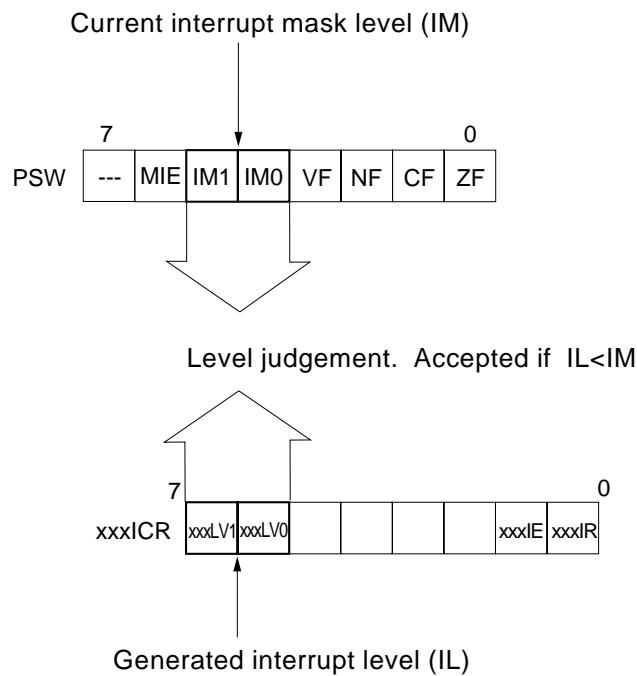 Current interrupt mask level (IM)
7 0
PSW --- MIE IM1 IM0 VF NF CF ZF
Level judgement. Accepted if IL<IM
7 0
xxxICR xxxLV1 xxxLV0 xxxIE xxxIR
Generated interrupt level (IL)